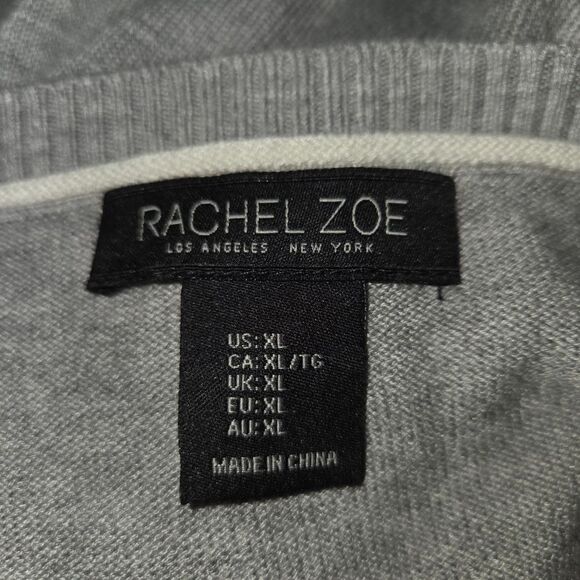 RACHEL ZOE
LOS ANGELES NEW YORK
US: XL
CA: XL/TG
UK: XL
EU: XL
AU: XL
MADE IN CHINA